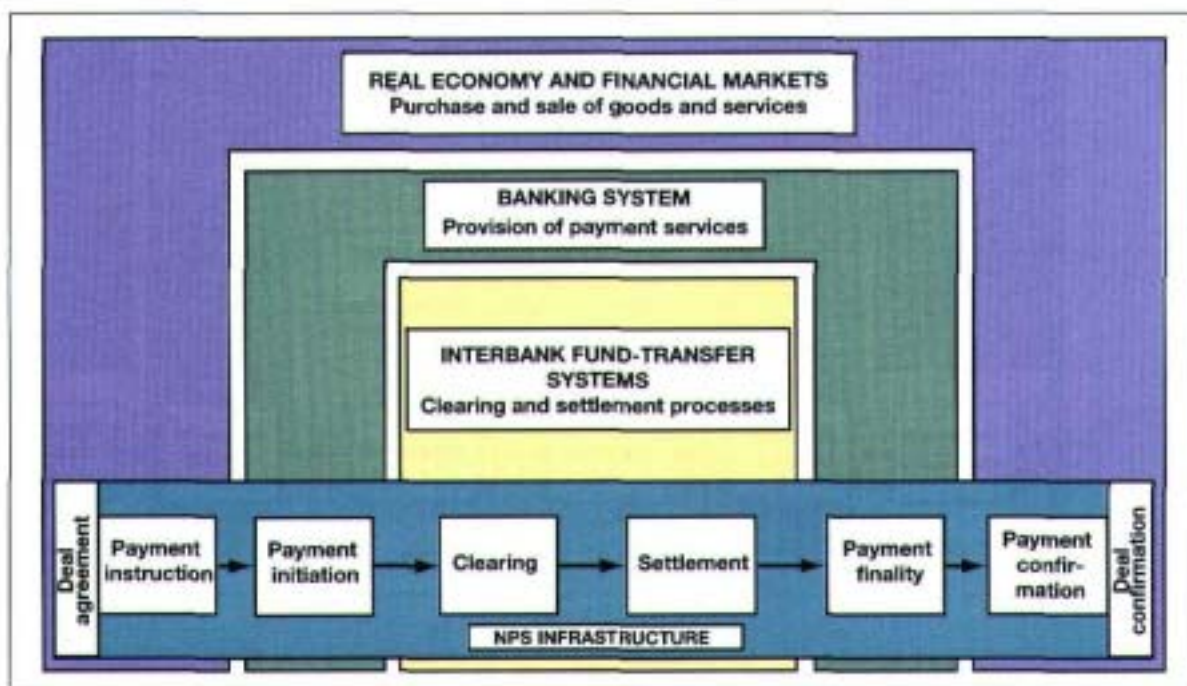 REAL ECONOMY AND FINANCIAL MARKETS
Purchase and sale of goods and services
BANKING SYSTEM
Provision of payment services
INTERBANK FUND-TRANSFER
SYSTEMS
Clearing and settlement processes
Deal
agreement
Payment
instruction
Payment
initiation
Clearing
Settlement
Payment
finality
Payment
confir-
mation
Deal
confirmation
NPS INFRASTRUCTURE